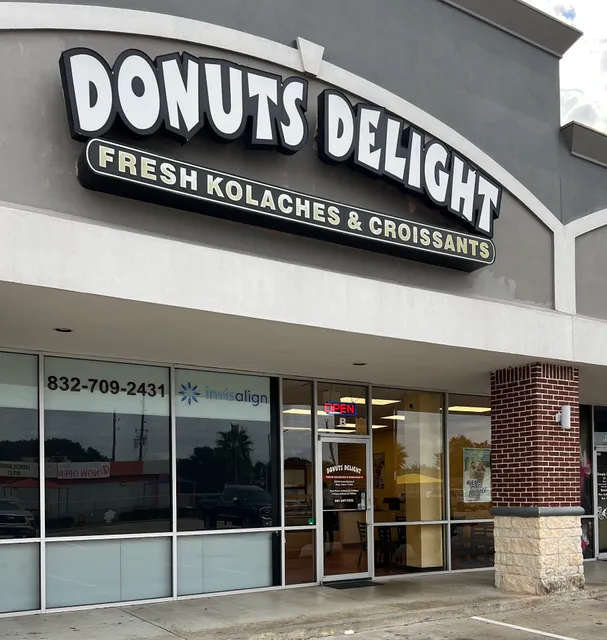 DONUTS DELIGHT
FRESH KOLACHES & CROISSANTS
832-709-2431
invisalign
OPEN
B
DONUTS DELIGHT
NOW OPEN